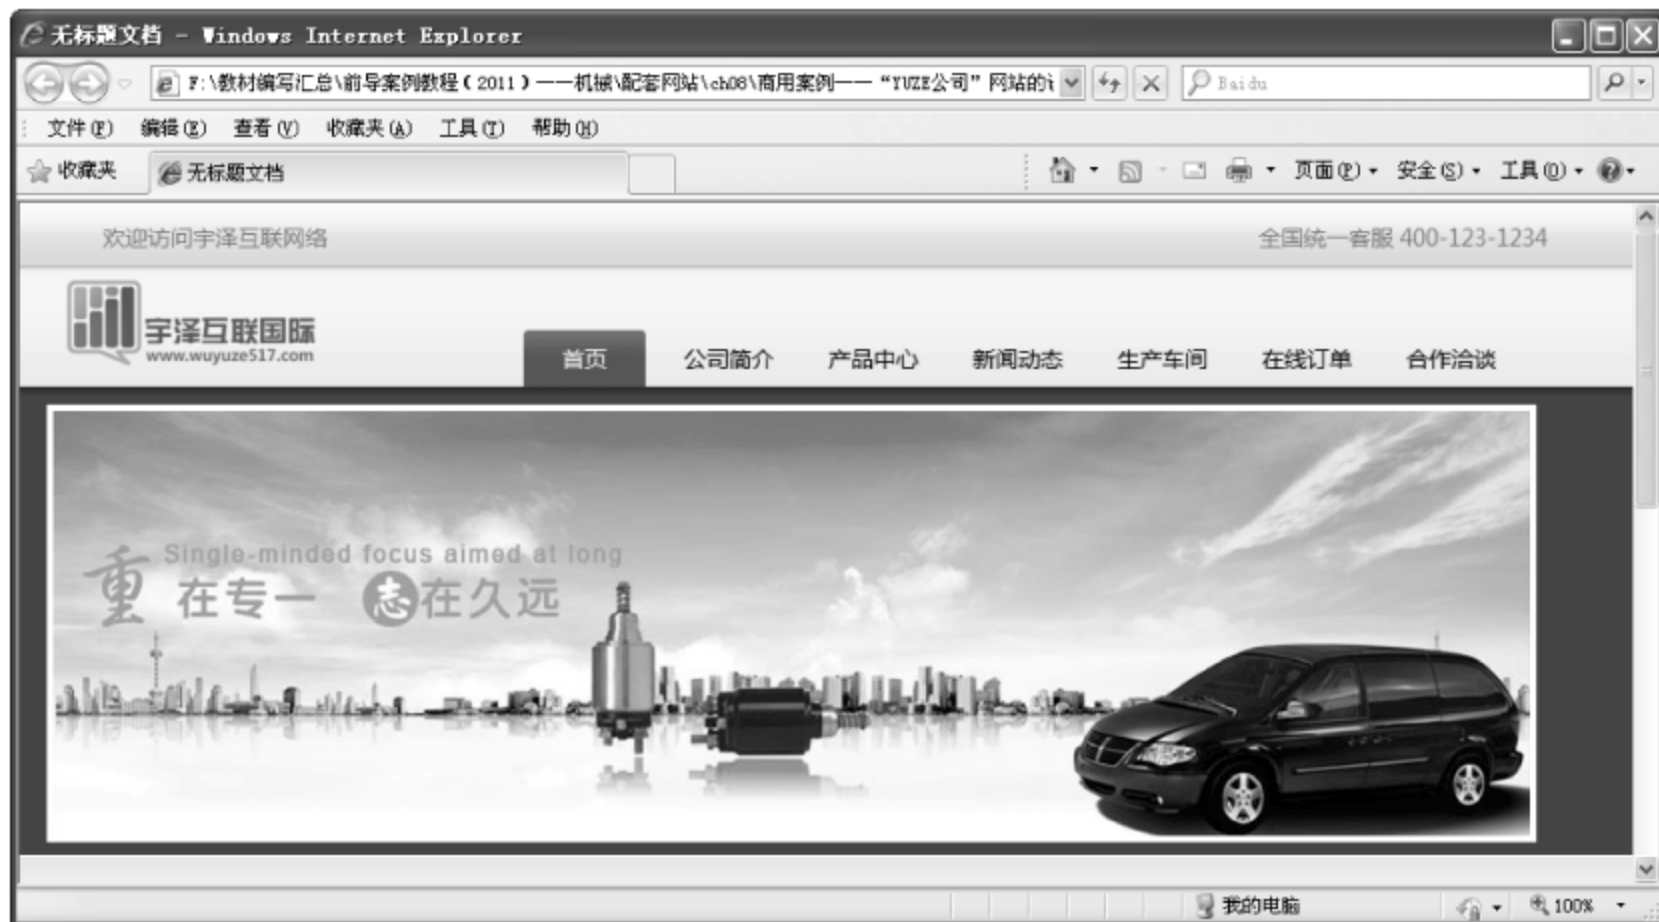 无标题文档 - Windows Internet Explorer
F:\教材编写汇总\前导案例教程（2011）——机械\配套网站\ch08\商用案例——“YUZE公司”网站的
Baidu
文件(F) 编辑(E) 查看(V) 收藏夹(A) 工具(T) 帮助(H)
收藏夹 无标题文档 页面(P) 安全(S) 工具(O)
欢迎访问宇泽互联网络 全国统一客服 400-123-1234
宇泽互联国际
www.wuyuze517.com
首页 公司简介 产品中心 新闻动态 生产车间 在线订单 合作洽谈
Single-minded focus aimed at long
重在专一 志在久远
我的电脑 100%